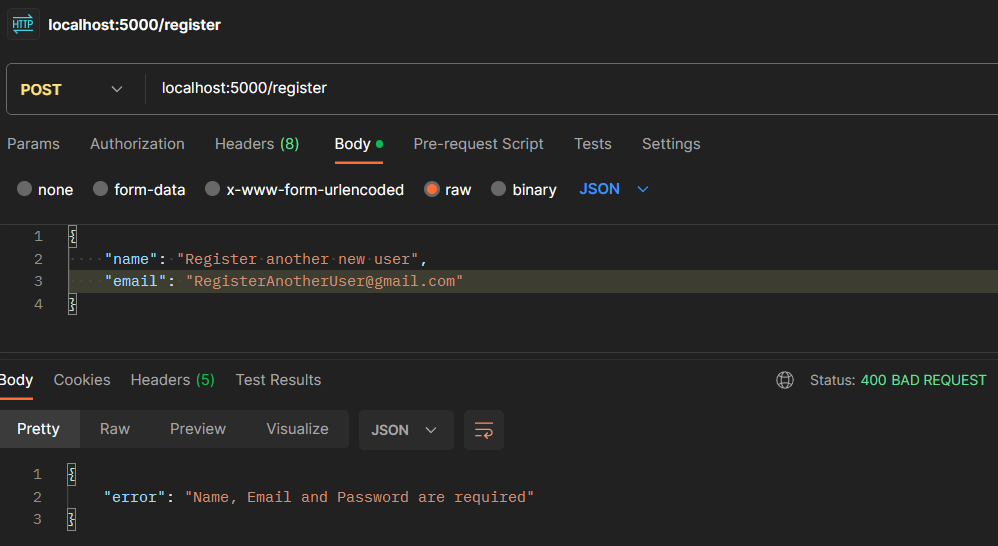 HTTP localhost:5000/register
POST localhost:5000/register
Params Authorization Headers (8) Body Pre-request Script Tests Settings
none form-data x-www-form-urlencoded raw binary JSON
1 {
2 "name": "Register another new user",
3 "email": "RegisterAnotherUser@gmail.com"
4 }
Body Cookies Headers (5) Test Results Status: 400 BAD REQUEST
Pretty Raw Preview Visualize JSON
1 {
2 "error": "Name, Email and Password are required"
3 }